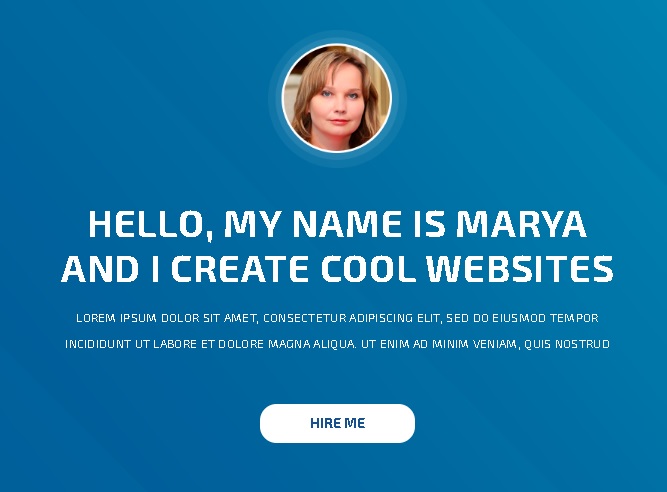 HELLO, MY NAME IS MARYA
AND I CREATE COOL WEBSITES
LOREM IPSUM DOLOR SIT AMET, CONSECTETUR ADIPISCING ELIT, SED DO EIUSMOD TEMPOR
INCIDIDUNT UT LABORE ET DOLORE MAGNA ALIQUA. UT ENIM AD MINIM VENIAM, QUIS NOSTRUD
HIRE ME